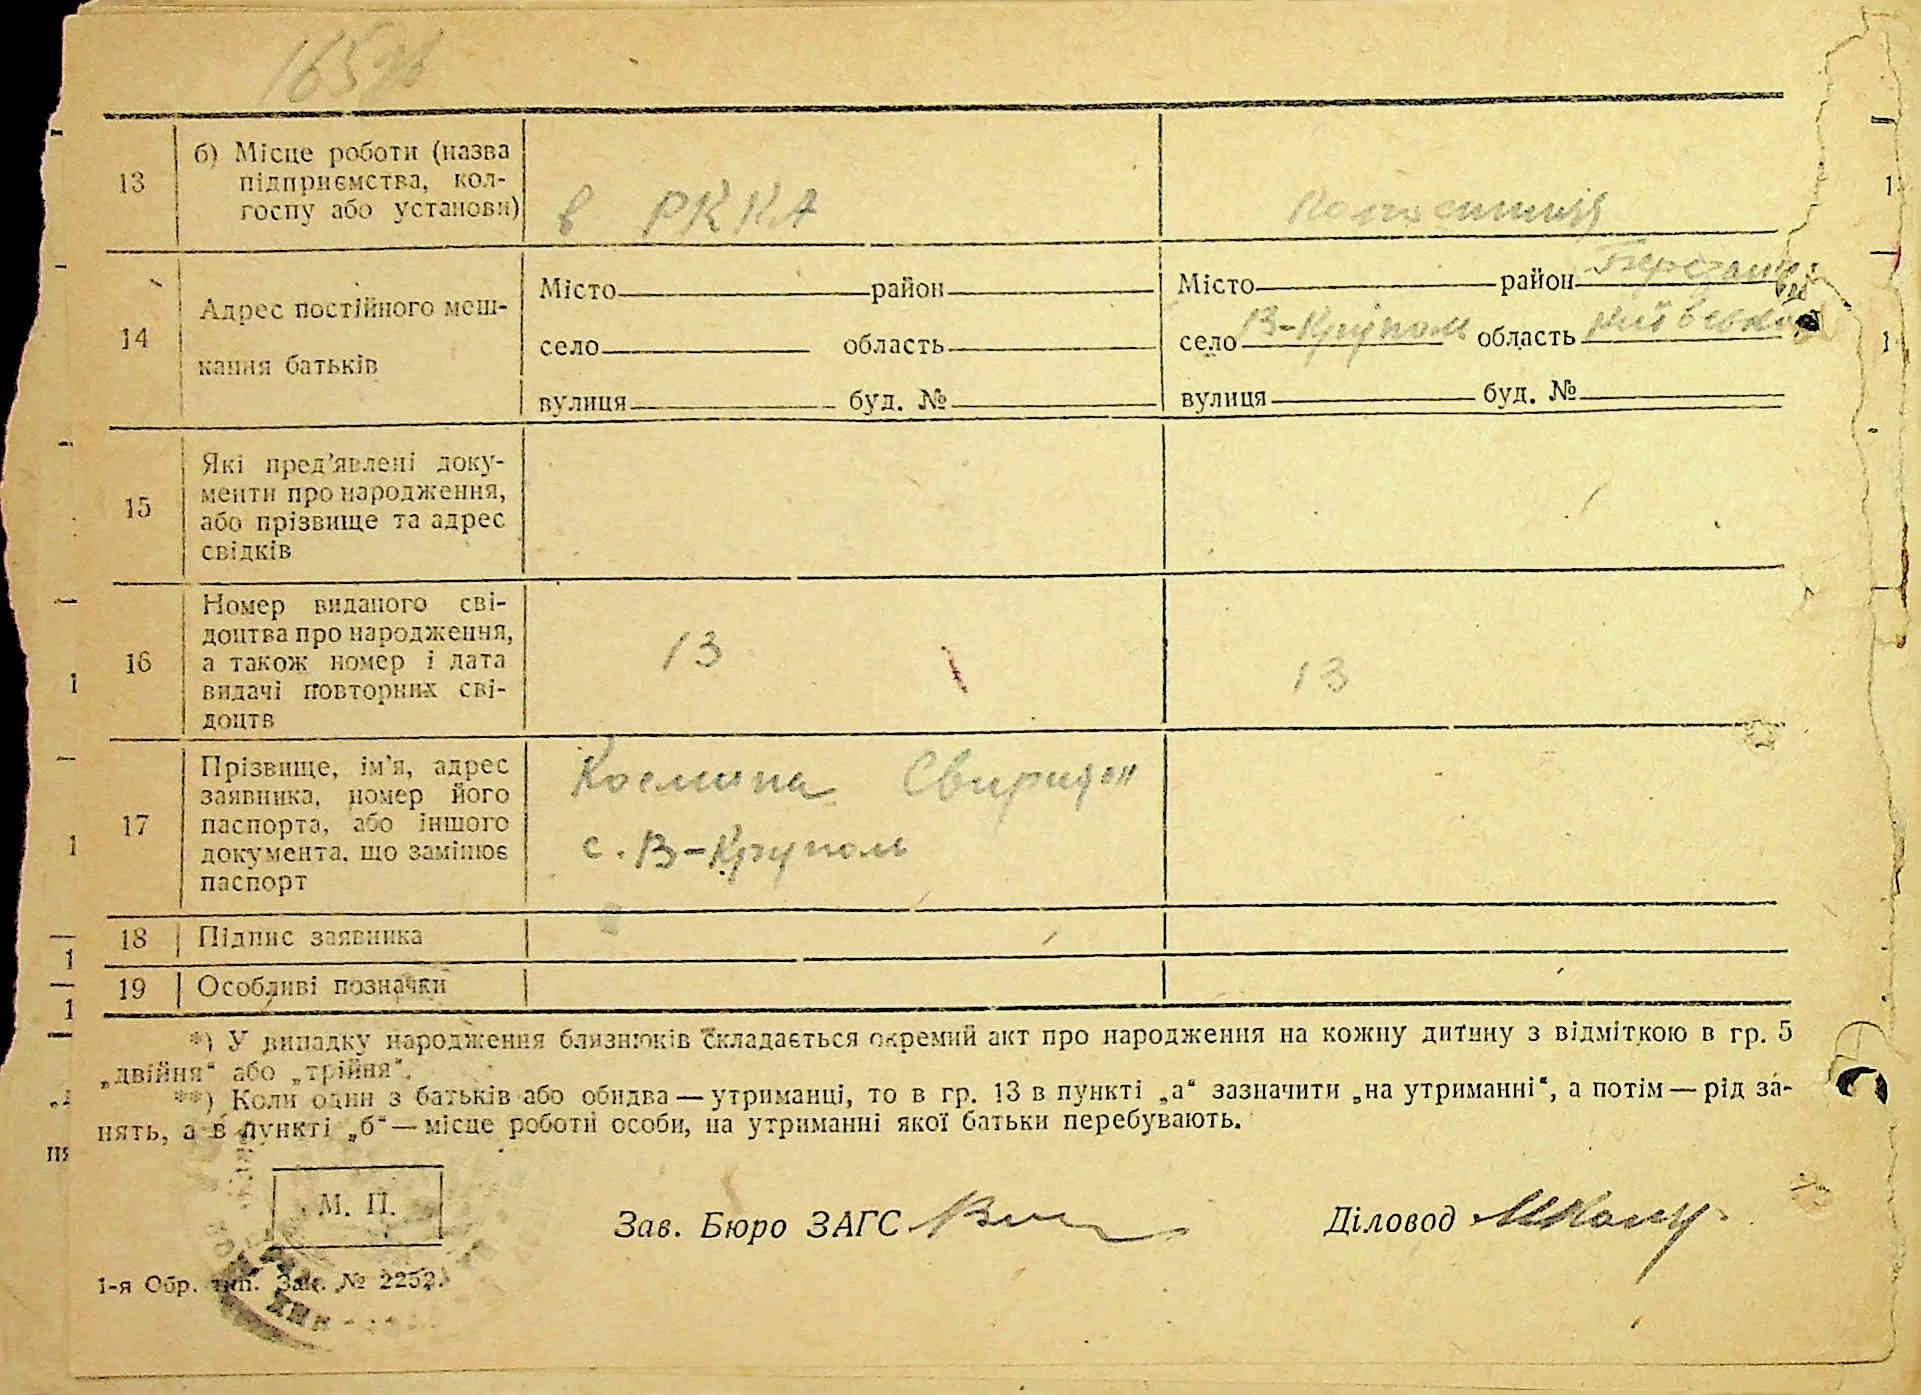 13
б) Місце роботи (назва
підприємства, кол-
госпу або установи)
в РККА
14
Адрес постійного меш-
кання батьків
Місто район
село область
вулиця буд. №
Місто район
село В-Круполь область київська
вулиця буд. №
15
Які пред'явлені доку-
менти про народження,
або прізвище та адрес
свідків
16
Номер виданого сві-
доцтва про народження,
а також номер і дата
видачі повторних сві-
доцтв
13
13
17
Прізвище, ім'я, адрес
заявника, номер його
паспорта, або іншого
документа, що замінює
паспорт
Свиридон
с. В-Круполь
18
Підпис заявника
19
Особливі позначки
*) У випадку народження близнюків складається окремий акт про народження на кожну дитину з відміткою в гр. 5
„двійня“ або „трійня“.
**) Коли один з батьків або обидва — утриманці, то в гр. 13 в пункті „а“ зазначити „на утриманні“, а потім — рід за-
нять, а в пункті „б“ — місце роботи особи, на утриманні якої батьки перебувають.
М. П.
Зав. Бюро ЗАГС
Діловод
1-я Обр. тип. Зак. № 2252.